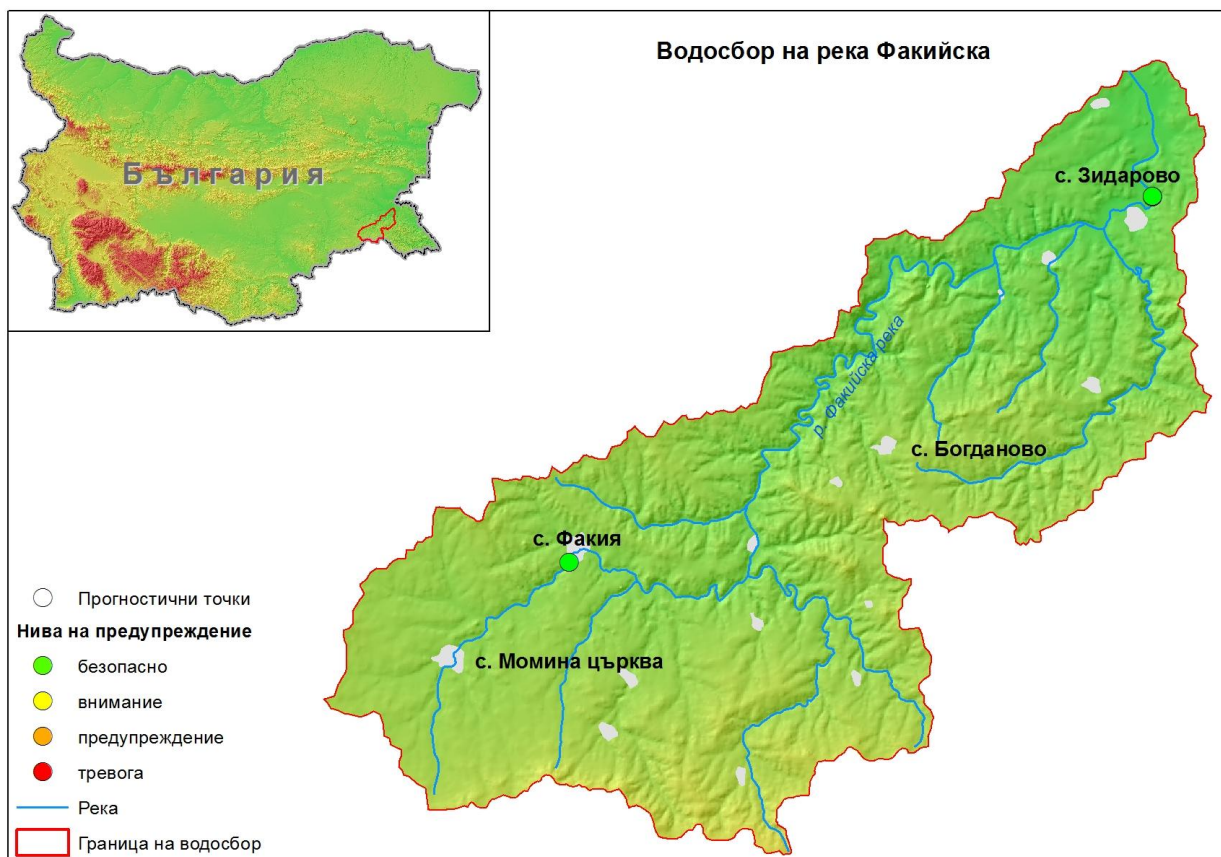 България
Водосбор на река Факийска
с. Зидарово
р. Факийска река
с. Богданово
с. Факия
с. Момина църква
Прогностични точки
Нива на предупреждение
безопасно
внимание
предупреждение
тревога
Река
Граница на водосбор